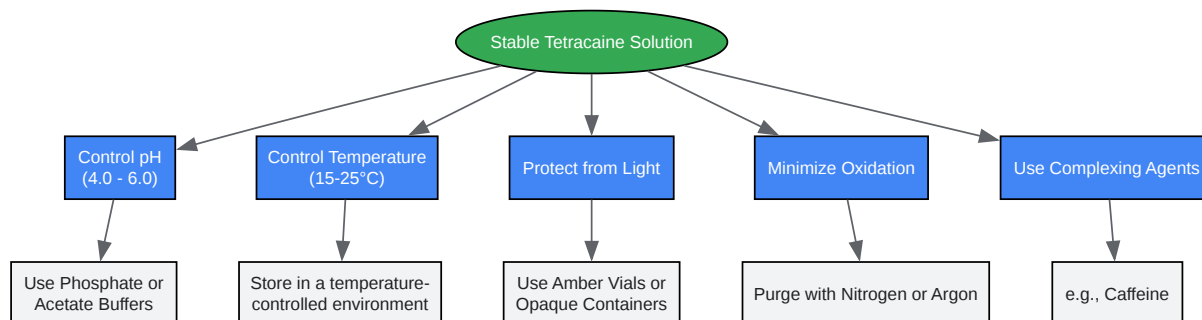 Stable Tetracaine Solution
Control pH
(4.0 - 6.0)
Control Temperature
(15-25°C)
Protect from Light
Minimize Oxidation
Use Complexing Agents
Use Phosphate or
Acetate Buffers
Store in a temperature-
controlled environment
Use Amber Vials or
Opaque Containers
Purge with Nitrogen or Argon
e.g., Caffeine